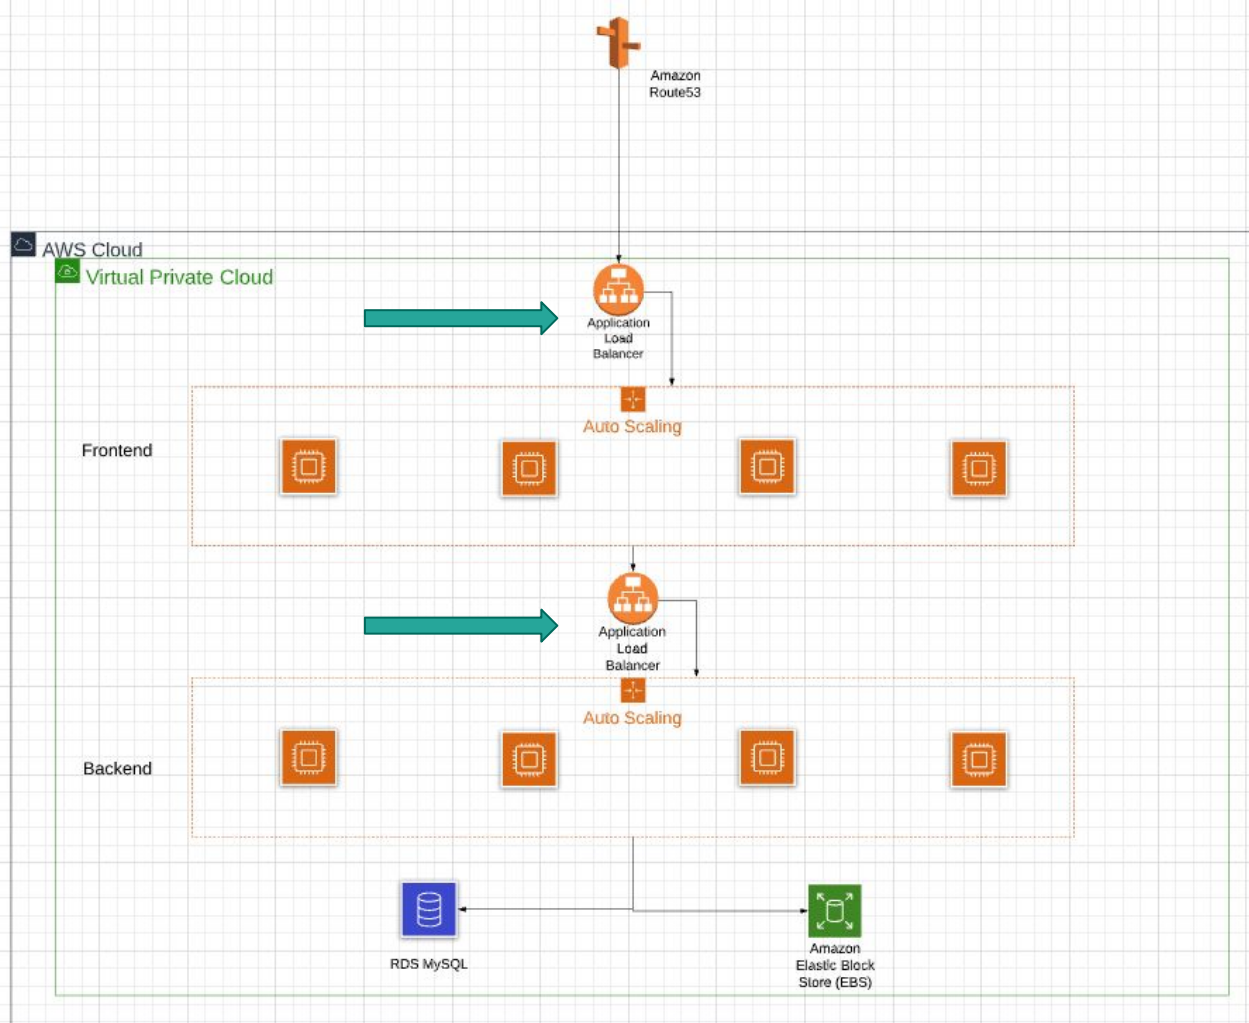 Amazon
Route53
AWS Cloud
Virtual Private Cloud
Application
Load
Balancer
Auto Scaling
Frontend
Application
Load
Balancer
Auto Scaling
Backend
RDS MySQL
Amazon
Elastic Block
Store (EBS)